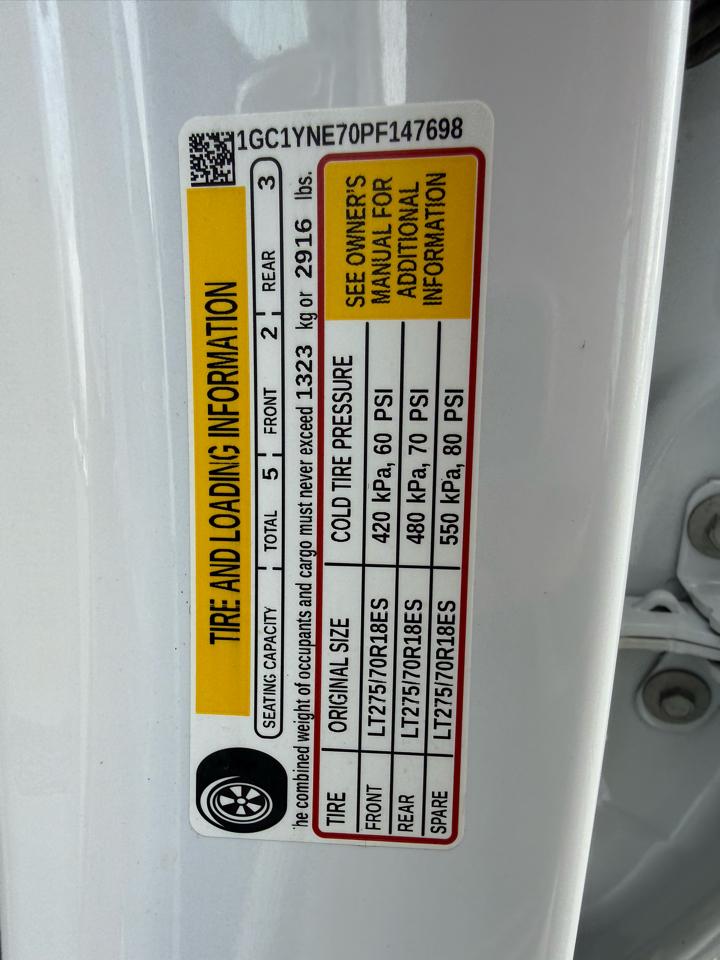 1GC1YNE70PF147698
TIRE AND LOADING INFORMATION
SEATING CAPACITY TOTAL 5 FRONT 2 REAR 3
he combined weight of occupants and cargo must never exceed 1323 kg or 2916 lbs.
TIRE ORIGINAL SIZE COLD TIRE PRESSURE
FRONT LT275/70R18ES 420 kPa, 60 PSI
REAR LT275/70R18ES 480 kPa, 70 PSI
SPARE LT275/70R18ES 550 kPa, 80 PSI
SEE OWNER'S
MANUAL FOR
ADDITIONAL
INFORMATION